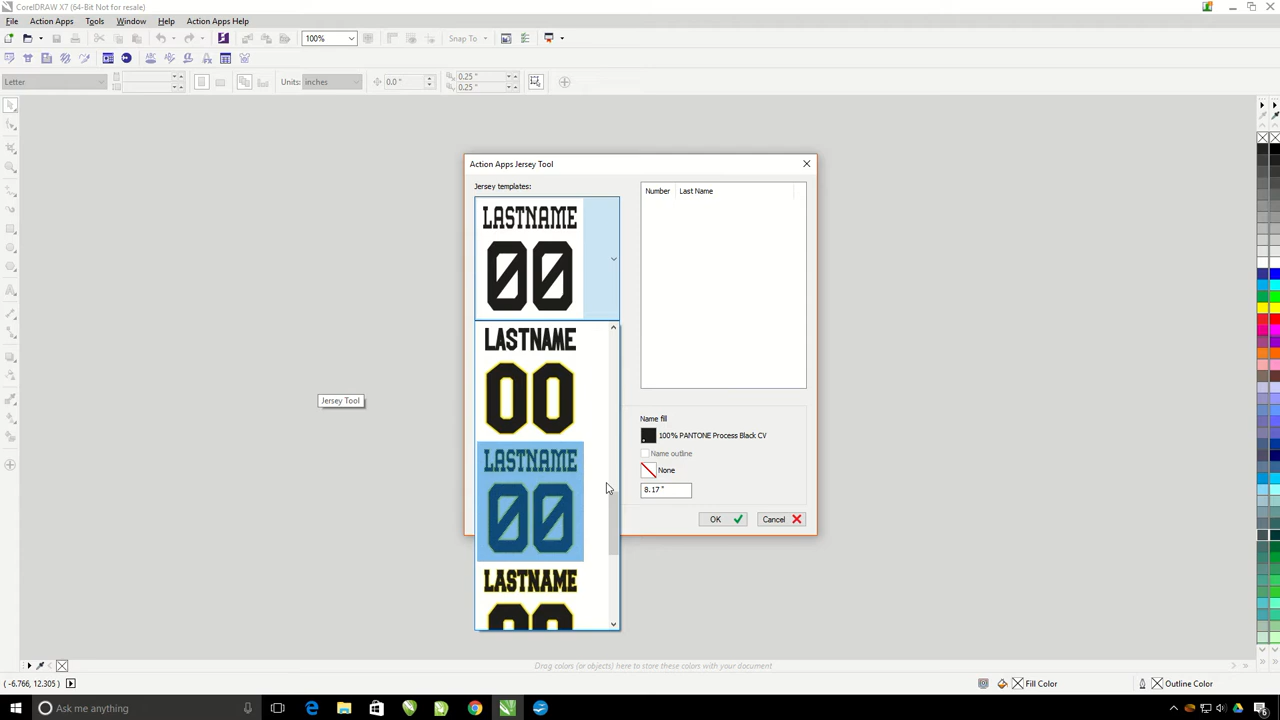 CorelDRAW X7 (64-Bit Not for resale)
File Action Apps Tools Window Help Action Apps Help
100% Snap To
Letter Units: inches 0.0 " 0.25 "
0.25 "
Action Apps Jersey Tool
Jersey templates:
Number Last Name
LASTNAME
00
LASTNAME
00
LASTNAME
00
LASTNAME
00
Jersey Tool
Name fill
100% PANTONE Process Black CV
Name outline
None
8.17 "
OK Cancel
Drag colors (or objects) here to store these colors with your document
( -6.766, 12.305 ) Fill Color Outline Color
Ask me anything
6